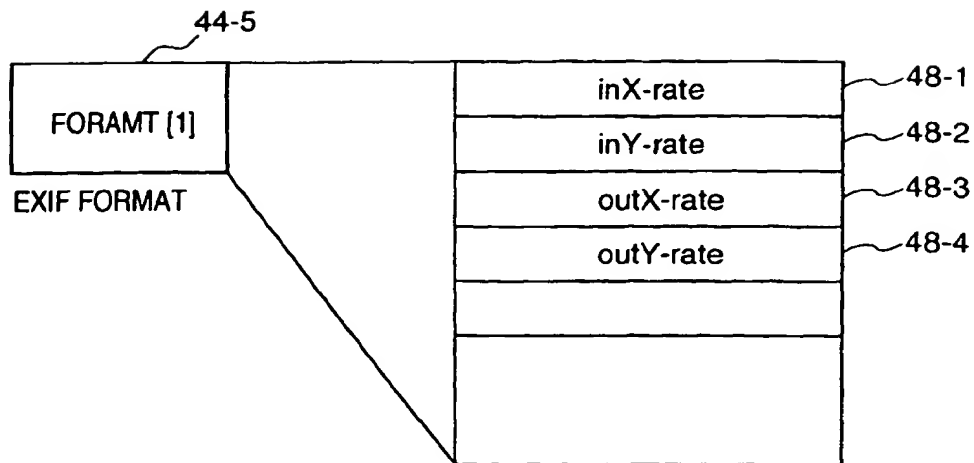 44-5
FORAMT [1]
EXIF FORMAT
inX-rate
48-1
inY-rate
48-2
outX-rate
48-3
outY-rate
48-4